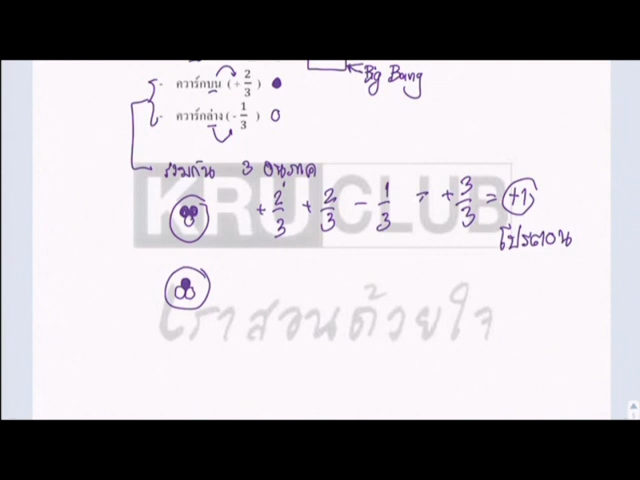 Big Bang
- ควาร์กบน (+2/3)
- ควาร์กล่าง (-1/3)
รวมกัน 3 อนุภาค
KRUCLUB
+ 2/3 + 2/3 - 1/3 = + 3/3 = +1
โปรตอน
เราสอนด้วยใจ